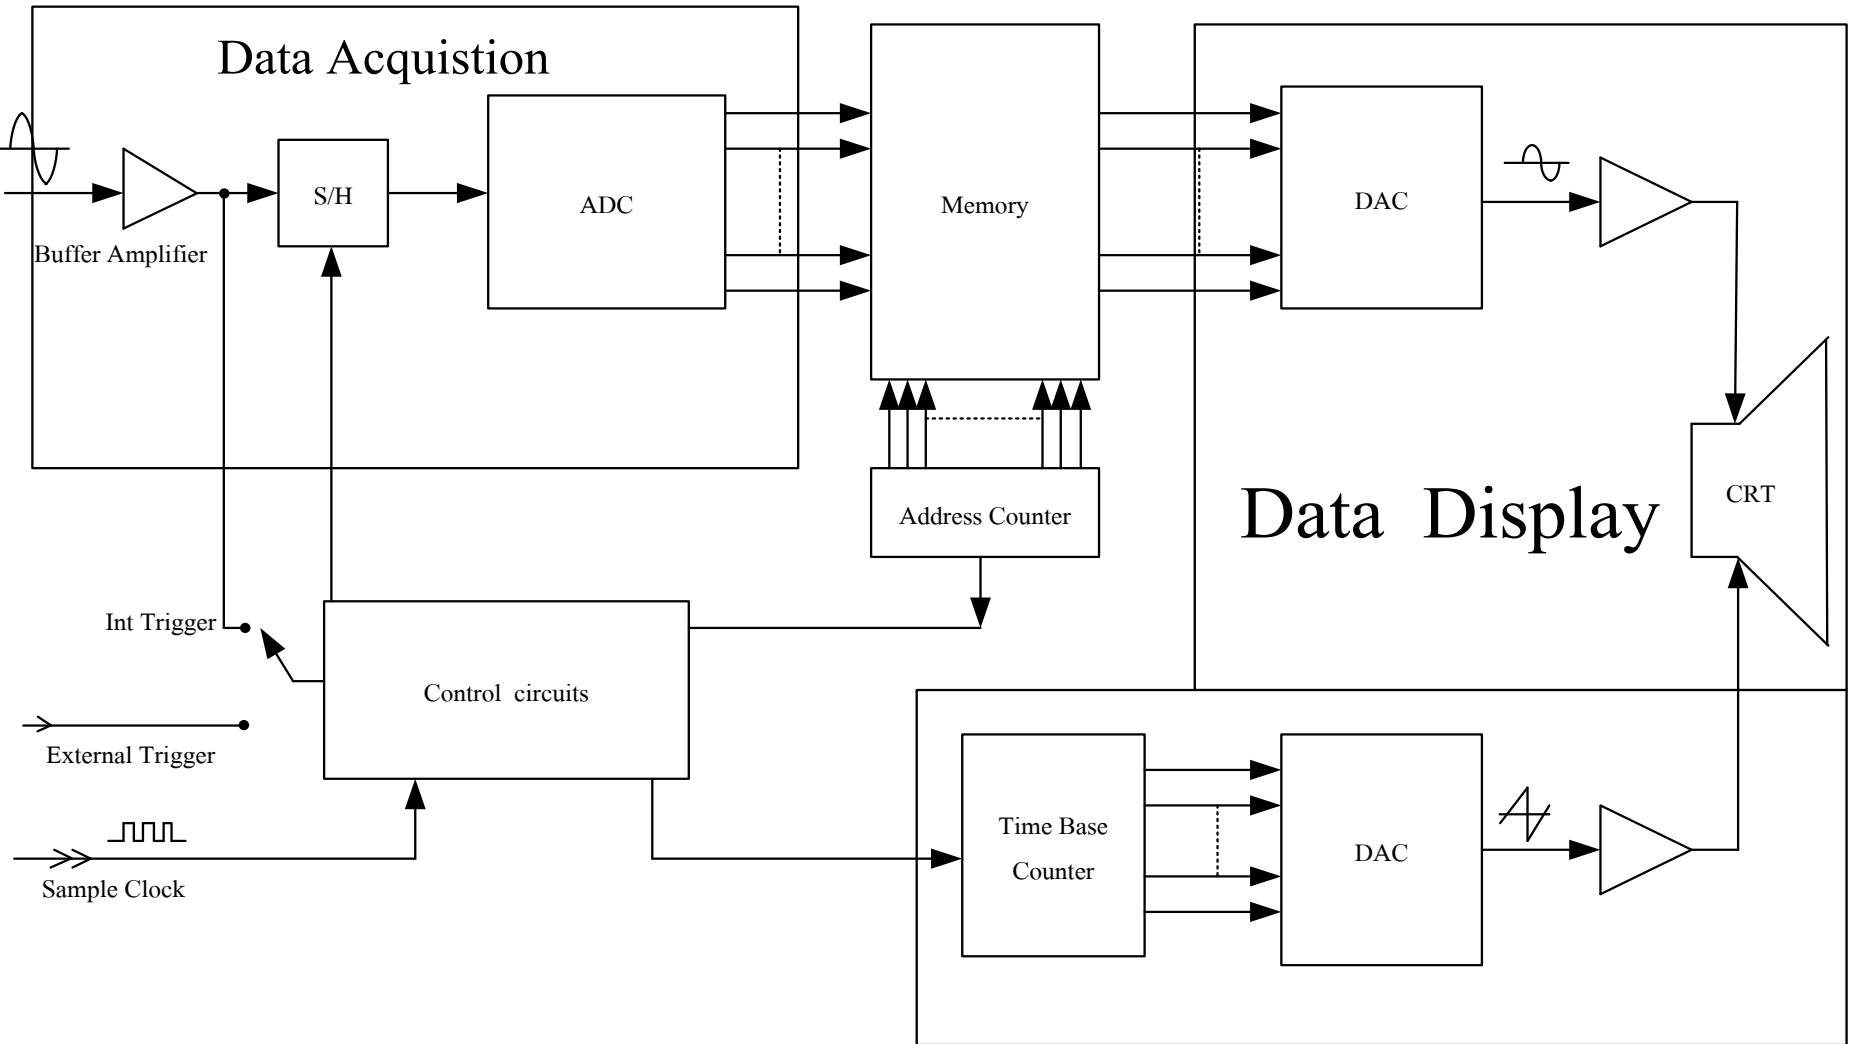 Data Acquistion
S/H
ADC
Memory
DAC
Buffer Amplifier
Address Counter
Data Display
CRT
Int Trigger
Control circuits
External Trigger
Sample Clock
Time Base
Counter
DAC